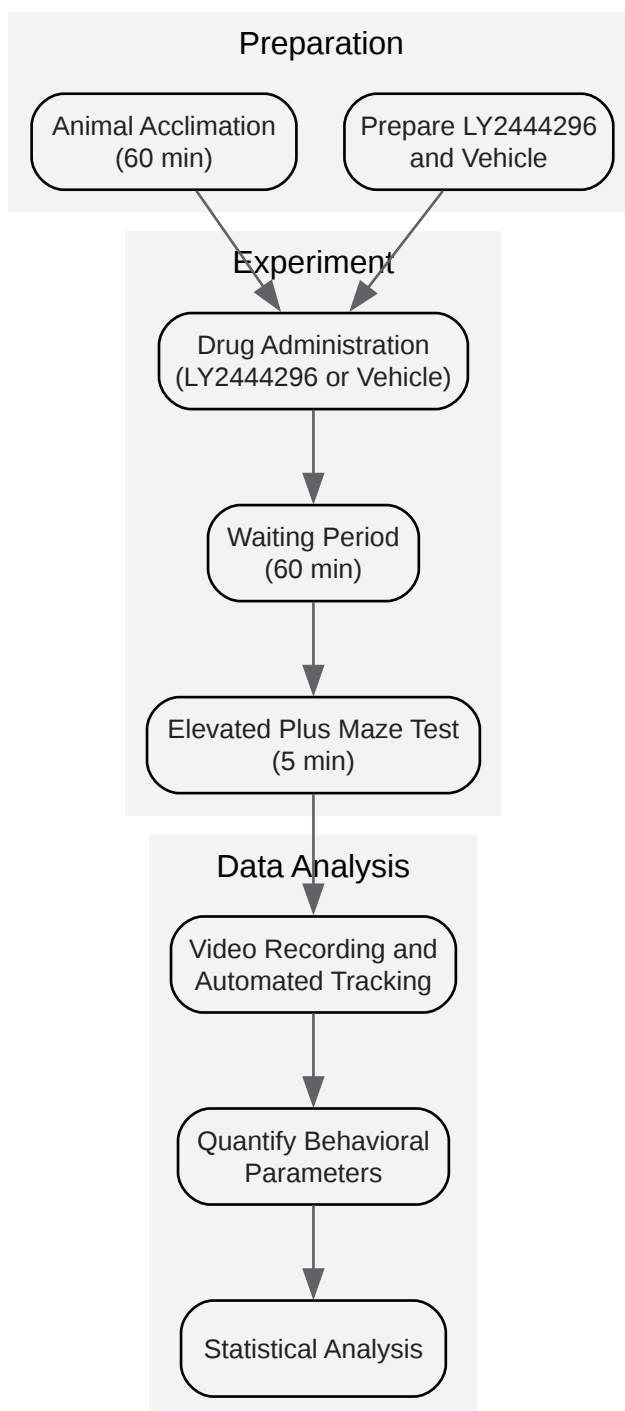 Preparation
Animal Acclimation
(60 min)
Prepare LY2444296
and Vehicle
Experiment
Drug Administration
(LY2444296 or Vehicle)
Waiting Period
(60 min)
Elevated Plus Maze Test
(5 min)
Data Analysis
Video Recording and
Automated Tracking
Quantify Behavioral
Parameters
Statistical Analysis